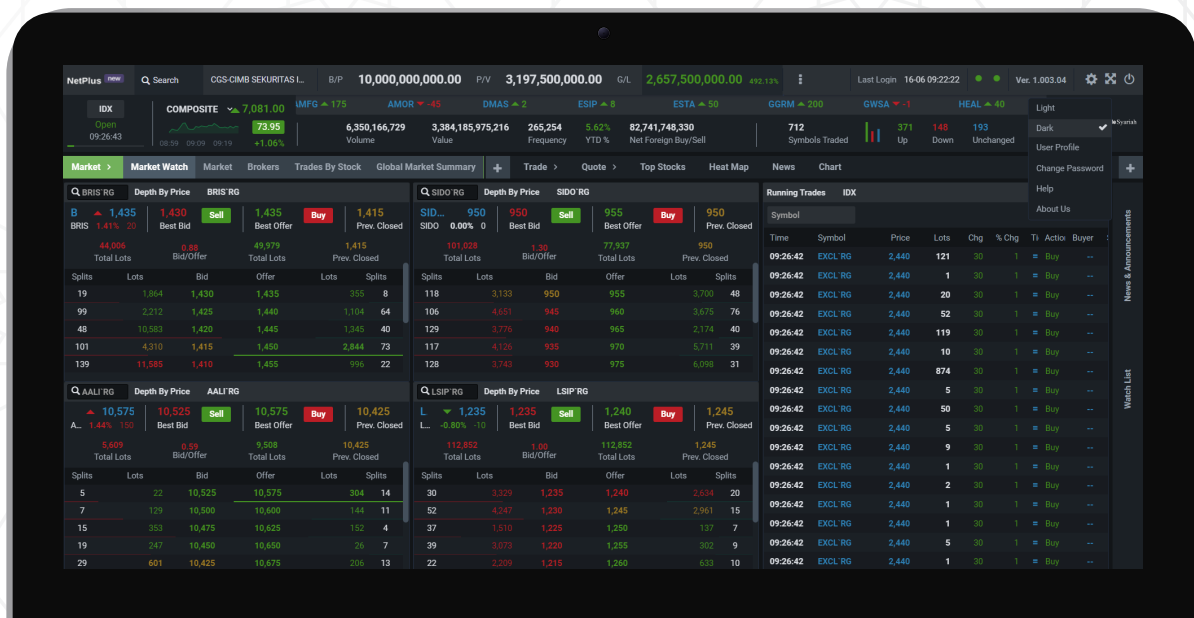 NetPlus new Search CGS-CIMB SEKURITAS I... B/P 10,000,000,000.00 P/V 3,197,500,000.00 G/L 2,657,500,000.00 492.13% Last Login 16-06 09:22:22 Ver. 1.003.04
IDX COMPOSITE 7,081.00 AMFG 175 AMOR -45 DMAS 2 ESIP 8 ESTA 50 GGRM 200 GWSA -1 HEAL 40
Open 73.95 6,350,166,729 3,384,185,975,216 265,254 5.62% 82,741,748,330 712 371 148 193
09:26:43 08:59 09:09 09:19 +1.06% Volume Value Frequency YTD % Net Foreign Buy/Sell Symbols Traded Up Down Unchanged
Light
Dark
User Profile
Change Password
Help
About Us
Syariah
Market > Market Watch Market Brokers Trades By Stock Global Market Summary + Trade > Quote > Top Stocks Heat Map News Chart +
BRIS`RG Depth By Price BRIS`RG
B 1,435 1,430 Sell 1,435 Buy 1,415
BRIS 1.41% 20 Best Bid Best Offer Prev. Closed
44,006 0.88 49,979 1,415
Total Lots Bid/Offer Total Lots Prev. Closed
Splits Lots Bid Offer Lots Splits
19 1,864 1,430 1,435 355 8
99 2,212 1,425 1,440 1,104 64
48 10,583 1,420 1,445 1,345 40
101 4,310 1,415 1,450 2,844 73
139 11,585 1,410 1,455 996 22
SIDO`RG Depth By Price SIDO`RG
SID... 950 950 Sell 955 Buy 950
SIDO 0.00% 0 Best Bid Best Offer Prev. Closed
101,028 1.30 77,937 950
Total Lots Bid/Offer Total Lots Prev. Closed
Splits Lots Bid Offer Lots Splits
118 3,133 950 955 3,700 48
106 4,651 945 960 3,675 76
129 3,776 940 965 2,174 40
117 4,126 935 970 5,711 39
128 3,743 930 975 6,098 31
AALI`RG Depth By Price AALI`RG
10,575 10,525 Sell 10,575 Buy 10,425
A... 1.44% 150 Best Bid Best Offer Prev. Closed
5,609 0.59 9,508 10,425
Total Lots Bid/Offer Total Lots Prev. Closed
Splits Lots Bid Offer Lots Splits
5 22 10,525 10,575 304 14
7 129 10,500 10,600 144 11
15 353 10,475 10,625 152 4
19 247 10,450 10,650 26 7
29 601 10,425 10,675 206 13
LSIP`RG Depth By Price LSIP`RG
L 1,235 1,235 Sell 1,240 Buy 1,245
L... -0.80% -10 Best Bid Best Offer Prev. Closed
112,852 1.00 112,852 1,245
Total Lots Bid/Offer Total Lots Prev. Closed
Splits Lots Bid Offer Lots Splits
30 3,329 1,235 1,240 2,634 20
52 4,247 1,230 1,245 2,961 15
37 1,510 1,225 1,250 137 7
39 3,073 1,220 1,255 302 9
22 2,209 1,215 1,260 633 10
Running Trades IDX
Symbol
Time Symbol Price Lots Chg % Chg Ti Action Buyer
09:26:42 EXCL`RG 2,440 121 30 1 = Buy --
09:26:42 EXCL`RG 2,440 1 30 1 = Buy --
09:26:42 EXCL`RG 2,440 20 30 1 = Buy --
09:26:42 EXCL`RG 2,440 52 30 1 = Buy --
09:26:42 EXCL`RG 2,440 119 30 1 = Buy --
09:26:42 EXCL`RG 2,440 10 30 1 = Buy --
09:26:42 EXCL`RG 2,440 874 30 1 = Buy --
09:26:42 EXCL`RG 2,440 5 30 1 = Buy --
09:26:42 EXCL`RG 2,440 50 30 1 = Buy --
09:26:42 EXCL`RG 2,440 5 30 1 = Buy --
09:26:42 EXCL`RG 2,440 9 30 1 = Buy --
09:26:42 EXCL`RG 2,440 1 30 1 = Buy --
09:26:42 EXCL`RG 2,440 2 30 1 = Buy --
09:26:42 EXCL`RG 2,440 1 30 1 = Buy --
09:26:42 EXCL`RG 2,440 1 30 1 = Buy --
09:26:42 EXCL`RG 2,440 5 30 1 = Buy --
09:26:42 EXCL`RG 2,440 1 30 1 = Buy --
News & Announcements
Watch List